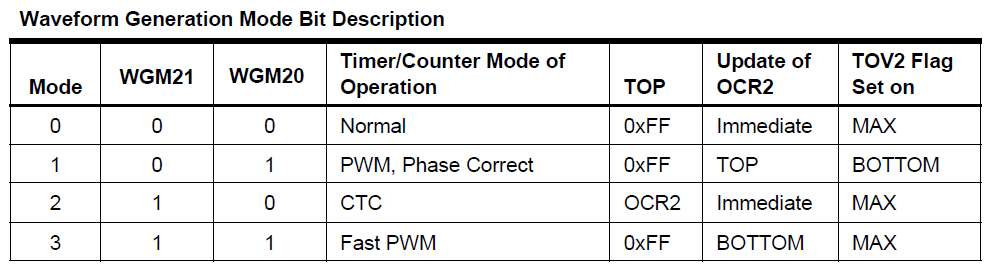 Waveform Generation Mode Bit Description
Mode WGM21 WGM20 Timer/Counter Mode of Operation TOP Update of OCR2 TOV2 Flag Set on
0 0 0 Normal 0xFF Immediate MAX
1 0 1 PWM, Phase Correct 0xFF TOP BOTTOM
2 1 0 CTC OCR2 Immediate MAX
3 1 1 Fast PWM 0xFF BOTTOM MAX